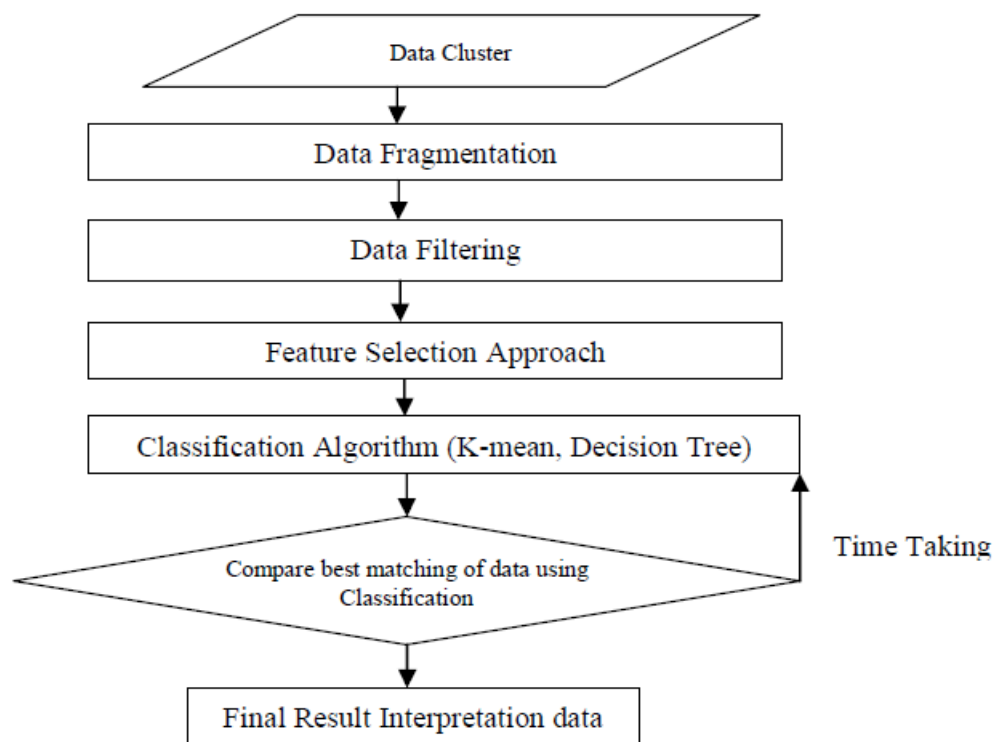 Data Cluster
Data Fragmentation
Data Filtering
Feature Selection Approach
Classification Algorithm (K-mean, Decision Tree)
Time Taking
Compare best matching of data using
Classification
Final Result Interpretation data